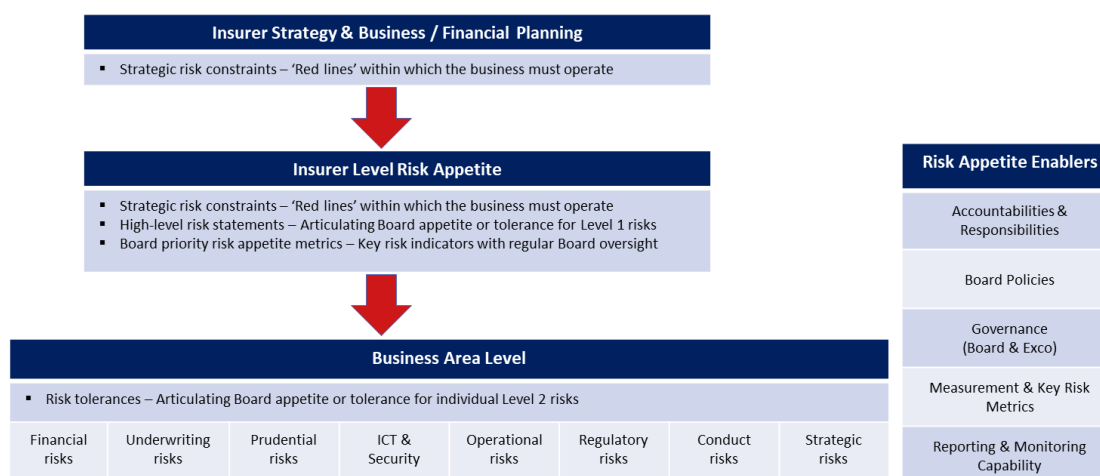 Insurer Strategy & Business / Financial Planning
▪ Strategic risk constraints – ‘Red lines’ within which the business must operate
Insurer Level Risk Appetite
▪ Strategic risk constraints – ‘Red lines’ within which the business must operate
▪ High-level risk statements – Articulating Board appetite or tolerance for Level 1 risks
▪ Board priority risk appetite metrics – Key risk indicators with regular Board oversight
Business Area Level
▪ Risk tolerances – Articulating Board appetite or tolerance for individual Level 2 risks
Financial
risks
Underwriting
risks
Prudential
risks
ICT &
Security
Operational
risks
Regulatory
risks
Conduct
risks
Strategic
risks
Risk Appetite Enablers
Accountabilities &
Responsibilities
Board Policies
Governance
(Board & Exco)
Measurement & Key Risk
Metrics
Reporting & Monitoring
Capability